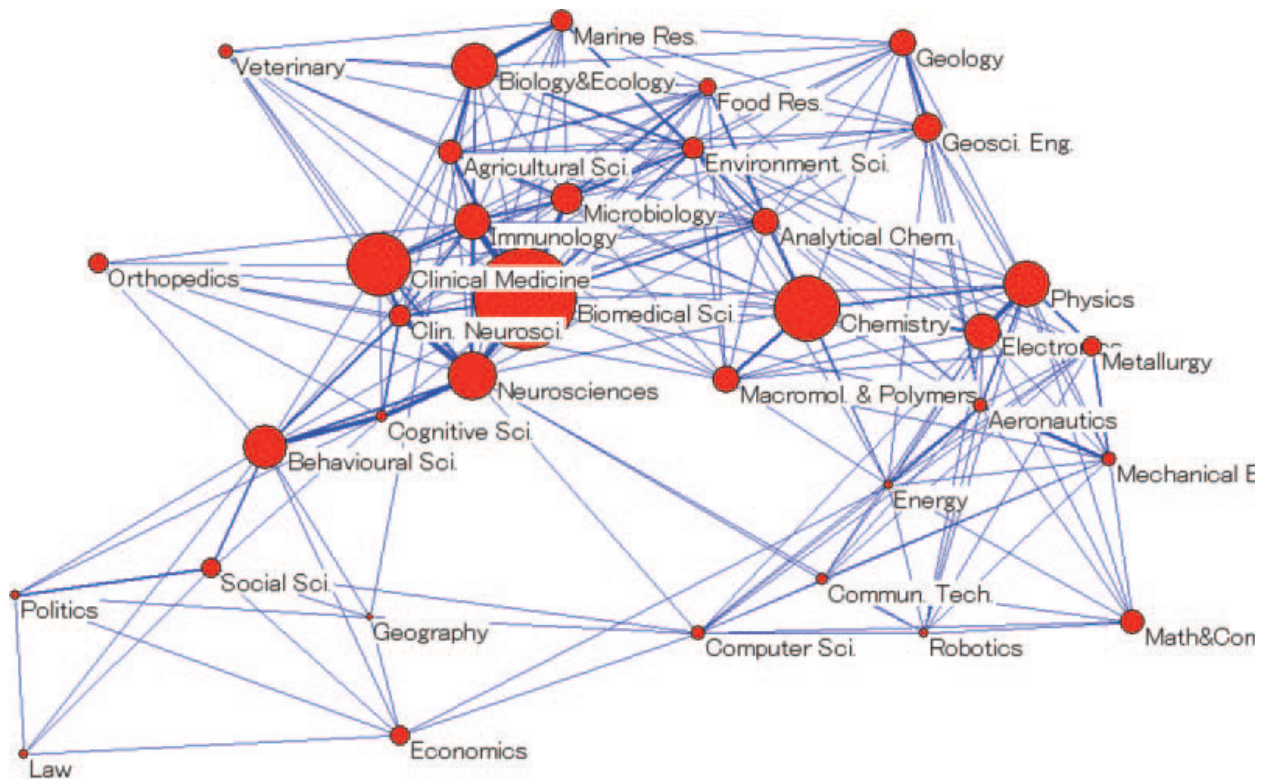 Marine Res.
Veterinary
Geology
Biology&Ecology
Food Res.
Geosci. Eng.
Agricultural Sci.
Environment. Sci.
Microbiology
Immunology
Analytical Chem.
Orthopedics
Clinical Medicine
Physics
Biomedical Sci.
Chemistry
Clin. Neurosci.
Metallurgy
Neurosciences
Macromol. & Polymers
Aeronautics
Cognitive Sci.
Behavioural Sci.
Mechanical E
Energy
Social Sci.
Commun. Tech.
Politics
Geography
Computer Sci.
Robotics
Math&Com
Economics
Law